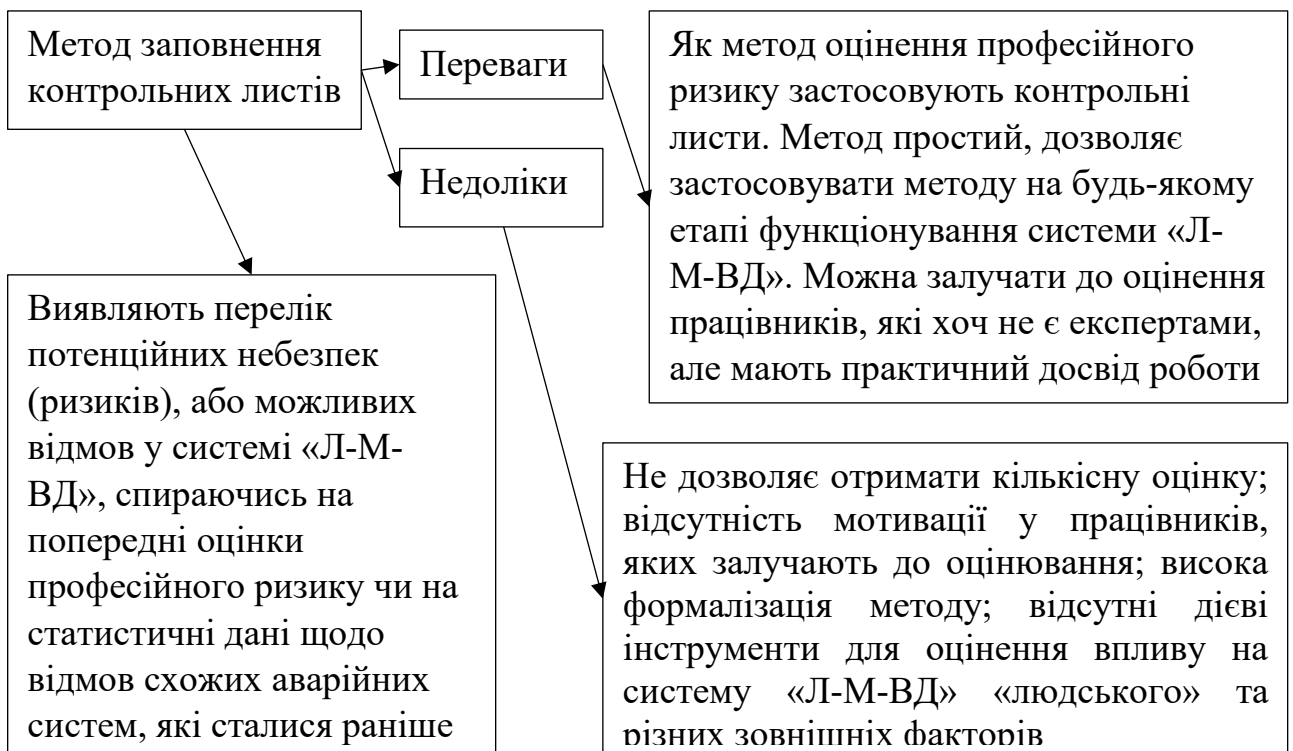 Метод заповнення
контрольних листів
Переваги
Недоліки
Як метод оцінення професійного
ризику застосовують контрольні
листи. Метод простий, дозволяє
застосовувати методу на будь-якому
етапі функціонування системи «Л-
М-ВД». Можна залучати до оцінення
працівників, які хоч не є експертами,
але мають практичний досвід роботи
Виявляють перелік
потенційних небезпек
(ризиків), або можливих
відмов у системі «Л-М-
ВД», спираючись на
попередні оцінки
професійного ризику чи на
статистичні дані щодо
відмов схожих аварійних
систем, які сталися раніше
Не дозволяє отримати кількісну оцінку;
відсутність мотивації у працівників,
яких залучають до оцінювання; висока
формалізація методу; відсутні дієві
інструменти для оцінення впливу на
систему «Л-М-ВД» «людського» та
різних зовнішніх факторів